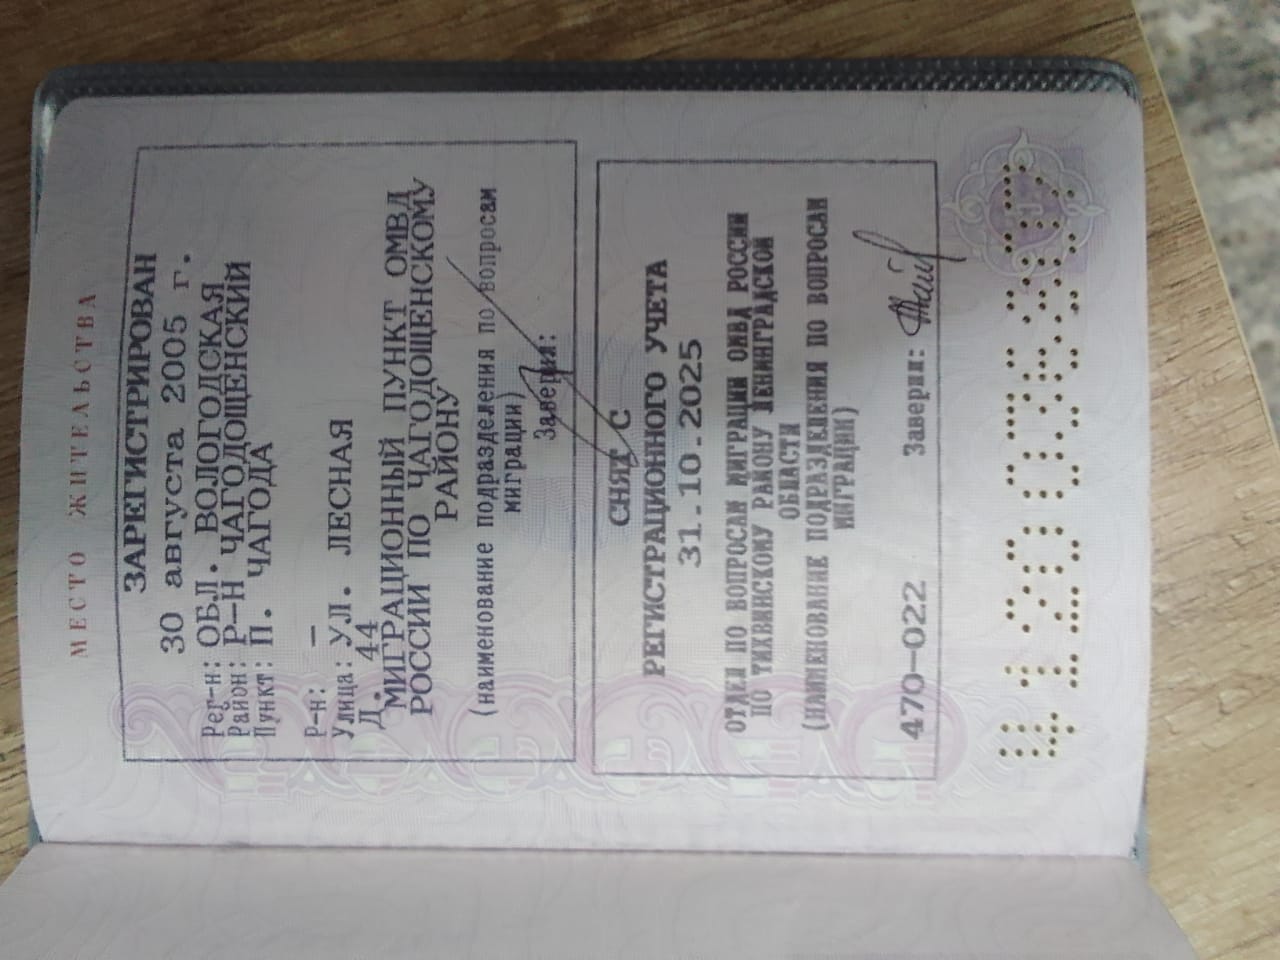 МЕСТО ЖИТЕЛЬСТВА
ЗАРЕГИСТРИРОВАН
30 августа 2005 г.
Рег-н: ОБЛ. ВОЛОГОДСКАЯ
Район: Р-Н ЧАГОДОЩЕНСКИЙ
Пункт: П. ЧАГОДА
Р-н: —
Улица: УЛ. ЛЕСНАЯ
Д. 44
МИГРАЦИОННЫЙ ПУНКТ ОМВД
РОССИИ ПО ЧАГОДОЩЕНСКОМУ
РАЙОНУ
(наименование подразделения по вопросам
миграции)
Заверил:
СНЯТ С
РЕГИСТРАЦИОННОГО УЧЕТА
31.10.2025
ОТДЕЛ ПО ВОПРОСАМ МИГРАЦИИ ОМВД РОССИИ
ПО ТИХВИНСКОМУ РАЙОНУ ЛЕНИНГРАДСКОЙ
ОБЛАСТИ
(НАИМЕНОВАНИЕ ПОДРАЗДЕЛЕНИЯ ПО ВОПРОСАМ
МИГРАЦИИ)
470-022 Заверил: